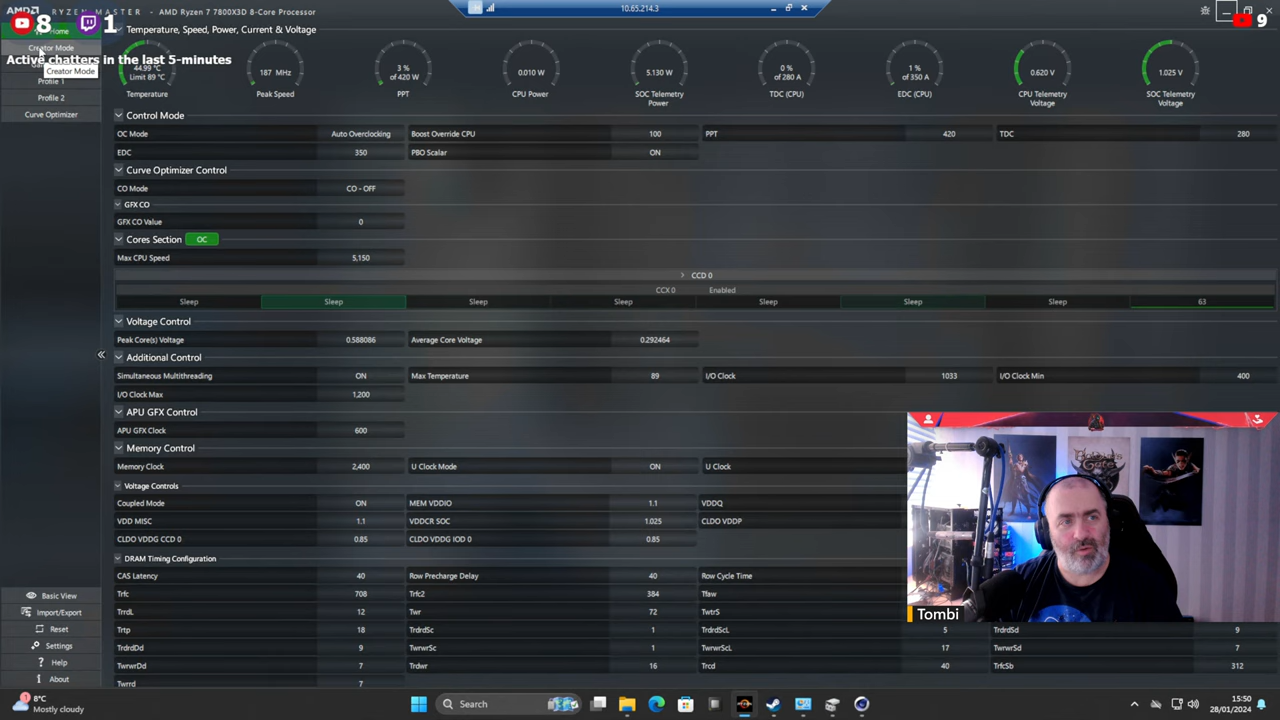 AMD RYZEN MASTER - AMD Ryzen 7 7800X3D 8-Core Processor
10.65.214.3
8
1
9
Home
Creator Mode
Active chatters in the last 5-minutes
Creator Mode
Profile 1
Profile 2
Curve Optimizer
Temperature, Speed, Power, Current & Voltage
44.99 °C
Limit 89 °C
Temperature
187 MHz
Peak Speed
3 %
of 420 W
PPT
0.010 W
CPU Power
5.130 W
SOC Telemetry
Power
0 %
of 280 A
TDC (CPU)
1 %
of 350 A
EDC (CPU)
0.620 V
CPU Telemetry
Voltage
1.025 V
SOC Telemetry
Voltage
Control Mode
OC Mode Auto Overclocking Boost Override CPU 100 PPT 420 TDC 280
EDC 350 PBO Scalar ON
Curve Optimizer Control
CO Mode CO - OFF
GFX CO
GFX CO Value 0
Cores Section OC
Max CPU Speed 5,150
CCD 0
CCX 0 Enabled
Sleep Sleep Sleep Sleep Sleep Sleep Sleep 63
Voltage Control
Peak Core(s) Voltage 0.588086 Average Core Voltage 0.292464
Additional Control
Simultaneous Multithreading ON Max Temperature 89 I/O Clock 1033 I/O Clock Min 400
I/O Clock Max 1,200
APU GFX Control
APU GFX Clock 600
Memory Control
Memory Clock 2,400 U Clock Mode ON U Clock
Voltage Controls
Coupled Mode ON MEM VDDIO 1.1 VDDQ
VDD MISC 1.1 VDDCR SOC 1.025 CLDO VDDP
CLDO VDDG CCD 0 0.85 CLDO VDDG IOD 0 0.85
DRAM Timing Configuration
CAS Latency 40 Row Precharge Delay 40 Row Cycle Time
Trfc 708 Trfc2 384 Tfaw
TrrdL 12 Twr 72 TwtrS
Trtp 18 TrdrdSc 1 TrdrdScL 5 TrdrdSd 9
TrdrdDd 9 TwrwrSc 1 TwrwrScL 17 TwrwrSd 7
TwrwrDd 7 Trdwr 16 Trcd 40 TrfcSb 312
Twrrd 7
Basic View
Import/Export
Reset
Settings
Help
About
Tombi
1
8°C
Mostly cloudy
Search
15:50
28/01/2024